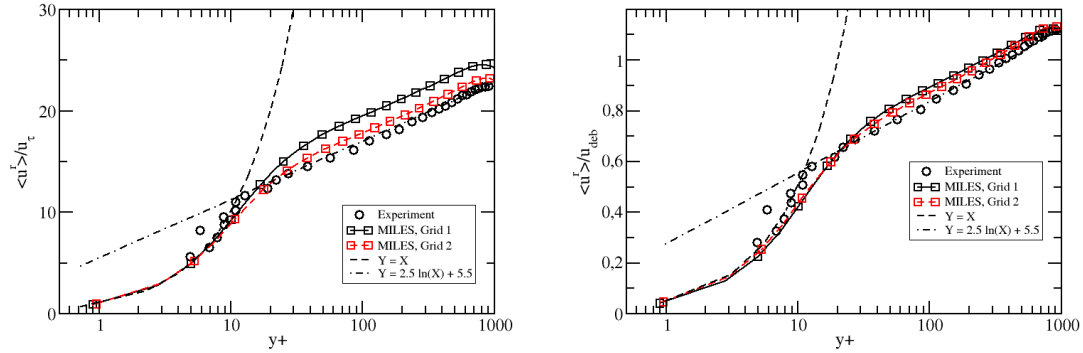 30
20
10
0
<u^r>/u_τ
1
10
100
1000
y+
Experiment
MILES, Grid 1
MILES, Grid 2
Y = X
Y = 2.5 ln(X) + 5.5
1
0,8
0,6
0,4
0,2
0
<u^r>/u_deb
1
10
100
1000
y+
Experiment
MILES, Grid 1
MILES, Grid 2
Y = X
Y = 2.5 ln(X) + 5.5